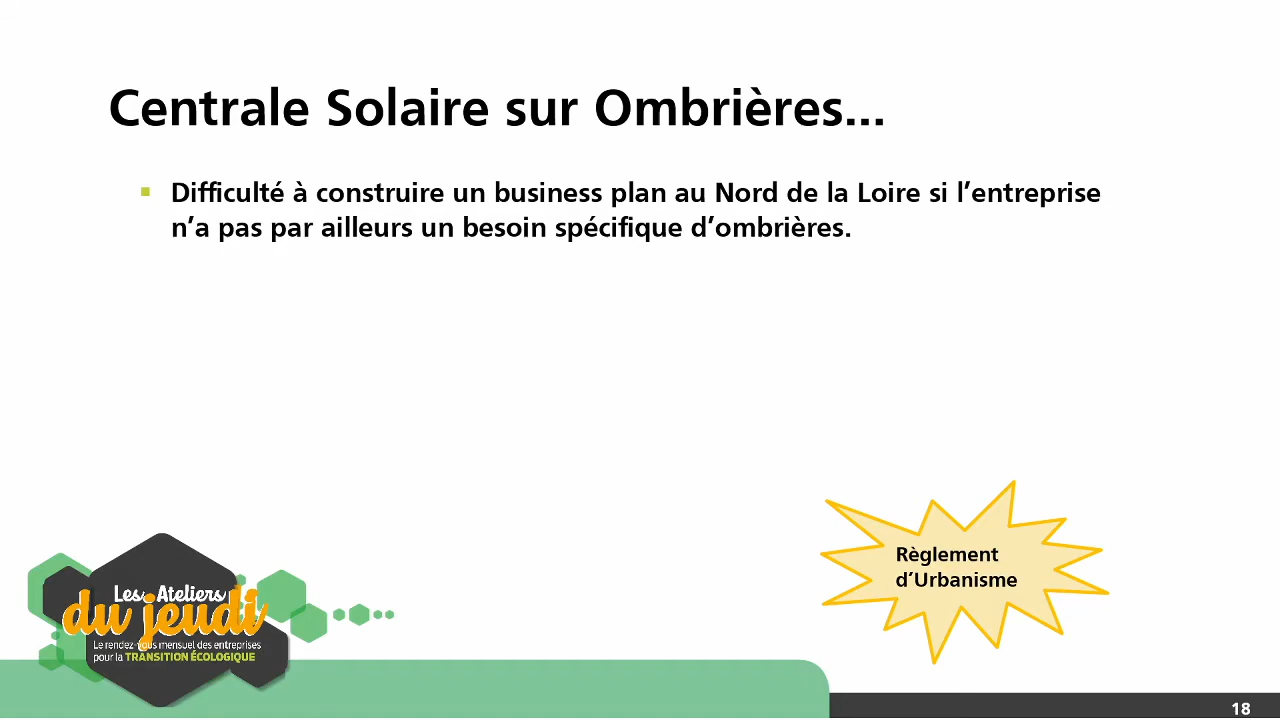 Centrale Solaire sur Ombrières...
▪ Difficulté à construire un business plan au Nord de la Loire si l’entreprise
n’a pas par ailleurs un besoin spécifique d’ombrières.
Règlement
d’Urbanisme
Les Ateliers
du jeudi
Le rendez-vous mensuel des entreprises
pour la TRANSITION ÉCOLOGIQUE
18